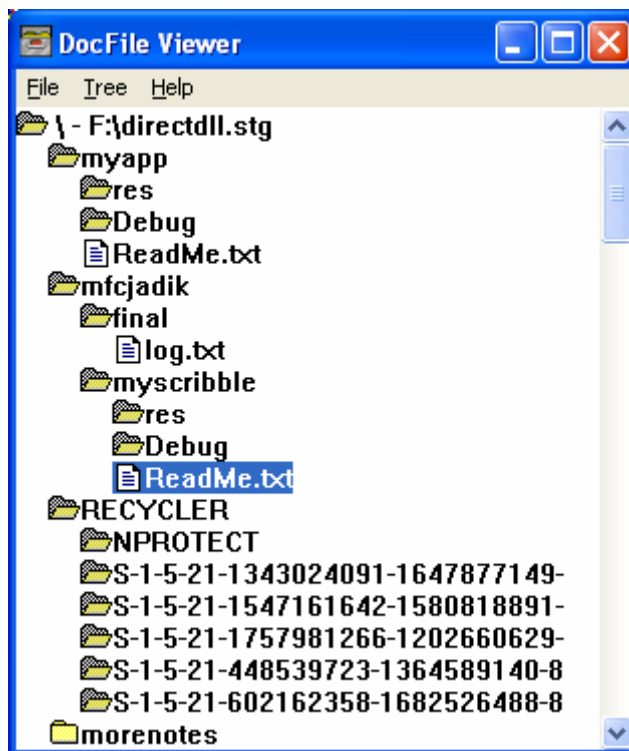 DocFile Viewer
File Tree Help
\ - F:\directdll.stg
myapp
res
Debug
ReadMe.txt
mfcjadik
final
log.txt
myscribble
res
Debug
ReadMe.txt
RECYCLER
NPROTECT
S-1-5-21-1343024091-1647877149-
S-1-5-21-1547161642-1580818891-
S-1-5-21-1757981266-1202660629-
S-1-5-21-448539723-1364589140-8
S-1-5-21-602162358-1682526488-8
morenotes